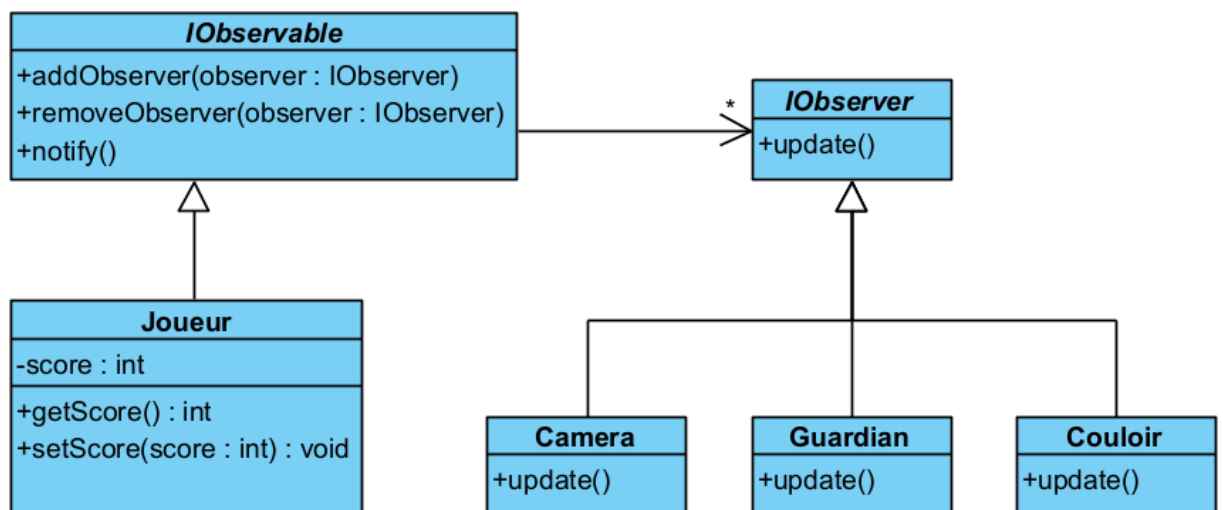 IObservable
+addObserver(observer : IObserver)
+removeObserver(observer : IObserver)
+notify()
*
IObserver
+update()
Joueur
-score : int
+getScore() : int
+setScore(score : int) : void
Camera
+update()
Guardian
+update()
Couloir
+update()